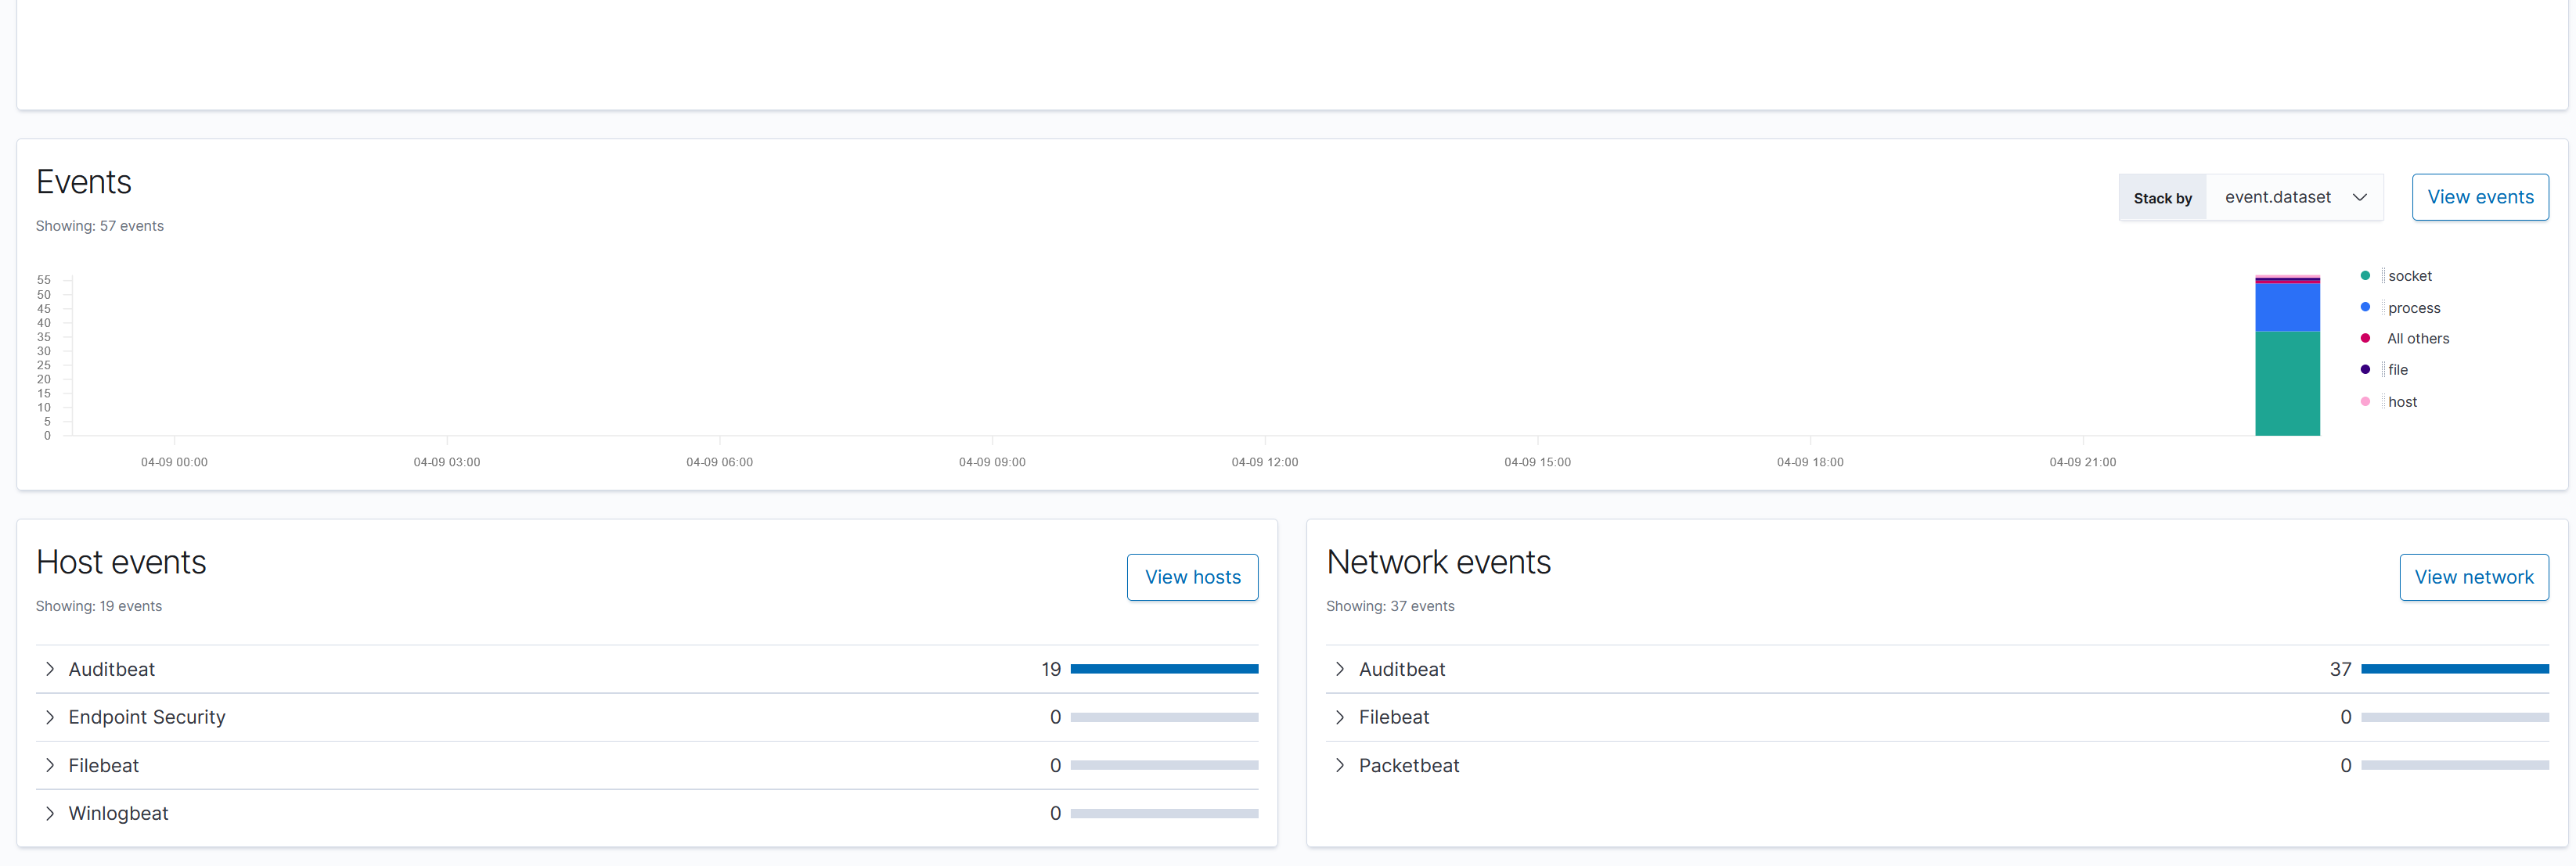 Events
Showing: 57 events
Stack by
event.dataset
View events
55
50
45
40
35
30
25
20
15
10
5
0
04-09 00:00
04-09 03:00
04-09 06:00
04-09 09:00
04-09 12:00
04-09 15:00
04-09 18:00
04-09 21:00
socket
process
All others
file
host
Host events
Showing: 19 events
View hosts
Auditbeat 19
Endpoint Security 0
Filebeat 0
Winlogbeat 0
Network events
Showing: 37 events
View network
Auditbeat 37
Filebeat 0
Packetbeat 0